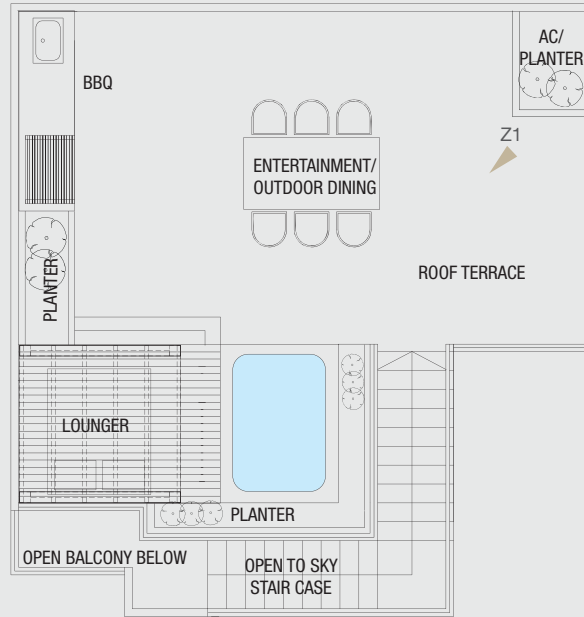 AC/
PLANTER
BBQ
Z1
ENTERTAINMENT/
OUTDOOR DINING
PLANTER
ROOF TERRACE
LOUNGER
PLANTER
OPEN BALCONY BELOW
OPEN TO SKY
STAIR CASE